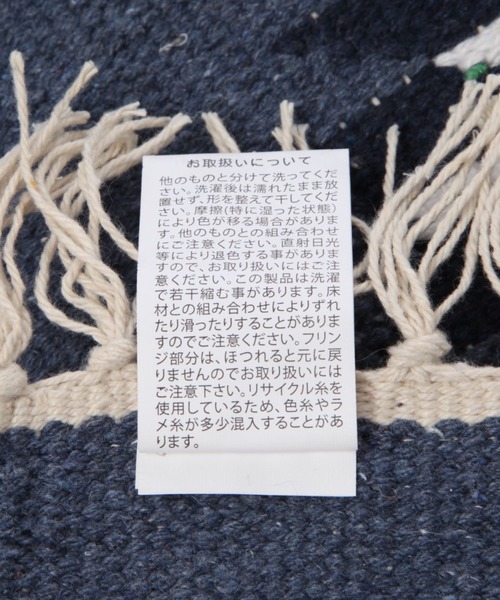 お取扱いについて
他のものと分けて洗ってくだ
さい。洗濯後は濡れたまま放
置せず、形を整えて干してくだ
さい。摩擦(特に湿った状態)
により色が移る場合がありま
す。他のものとの組み合わせ
にご注意ください。直射日光
等により退色する事がありま
すので、お取り扱いにはご注
意ください。この製品は洗濯
で若干縮む事があります。床
材との組み合わせによりずれ
たり滑ったりすることがありま
すのでご注意ください。フリン
ジ部分は、ほつれると元に戻
りませんのでお取り扱いには
ご注意下さい。リサイクル糸を
使用しているため、色糸やラ
メ糸が多少混入することがあ
ります。